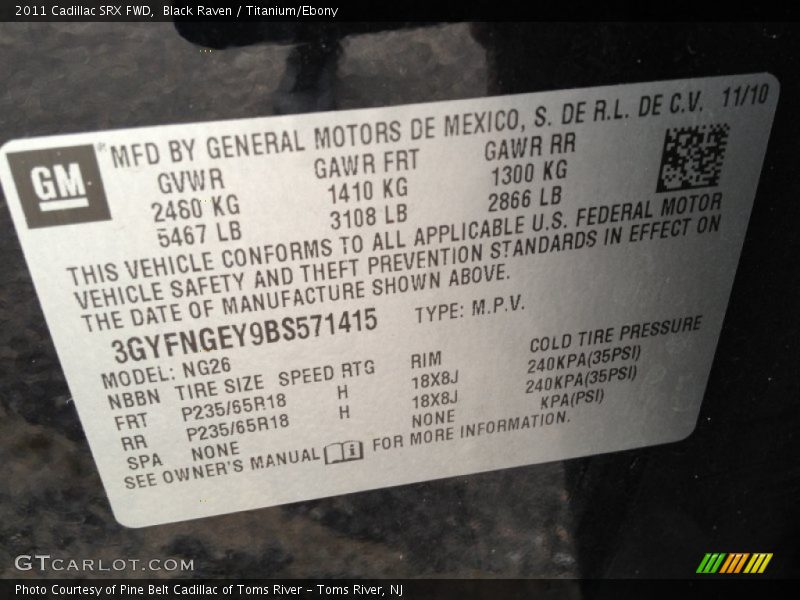 2011 Cadillac SRX FWD, Black Raven / Titanium/Ebony
GM ® MFD BY GENERAL MOTORS DE MEXICO, S. DE R.L. DE C.V. 11/10
GVWR GAWR FRT GAWR RR
2480 KG 1410 KG 1300 KG
5467 LB 3108 LB 2866 LB
THIS VEHICLE CONFORMS TO ALL APPLICABLE U.S. FEDERAL MOTOR
VEHICLE SAFETY AND THEFT PREVENTION STANDARDS IN EFFECT ON
THE DATE OF MANUFACTURE SHOWN ABOVE.
3GYFNGEY9BS571415 TYPE: M.P.V.
MODEL: NG26
NBBN TIRE SIZE SPEED RTG RIM COLD TIRE PRESSURE
FRT P235/65R18 H 18X8J 240KPA(35PSI)
RR P235/65R18 H 18X8J 240KPA(35PSI)
SPA NONE NONE KPA(PSI)
SEE OWNER'S MANUAL FOR MORE INFORMATION.
GTCARLOT.COM
Photo Courtesy of Pine Belt Cadillac of Toms River – Toms River, NJ